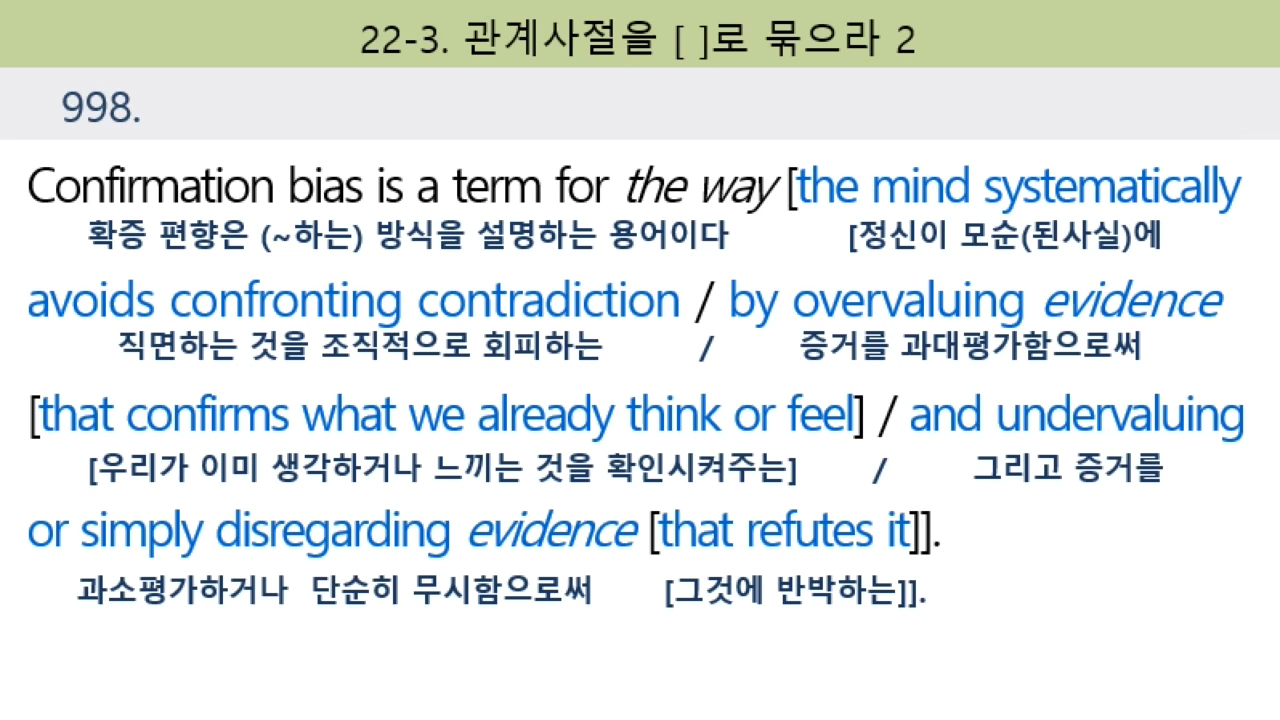 22-3. 관계사절을 [ ]로 묶으라 2
998.
Confirmation bias is a term for the way [the mind systematically
확증 편향은 (~하는) 방식을 설명하는 용어이다 [정신이 모순(된사실)에
avoids confronting contradiction / by overvaluing evidence
직면하는 것을 조직적으로 회피하는 / 증거를 과대평가함으로써
[that confirms what we already think or feel] / and undervaluing
[우리가 이미 생각하거나 느끼는 것을 확인시켜주는] / 그리고 증거를
or simply disregarding evidence [that refutes it]].
과소평가하거나 단순히 무시함으로써 [그것에 반박하는]].